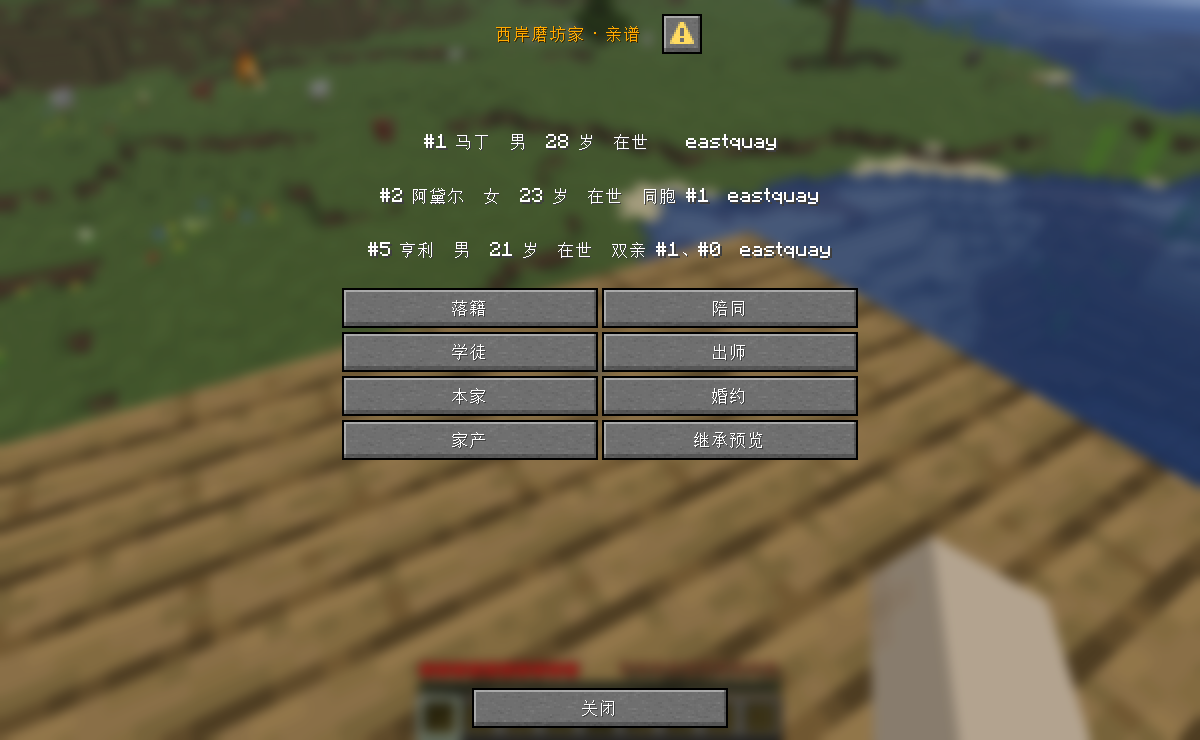 西岸磨坊家 · 亲谱
#1 马丁 男 28 岁 在世 eastquay
#2 阿黛尔 女 23 岁 在世 同胞 #1 eastquay
#5 亨利 男 21 岁 在世 双亲 #1、#0 eastquay
落籍 陪同
学徒 出师
本家 婚约
家产 继承预览
关闭